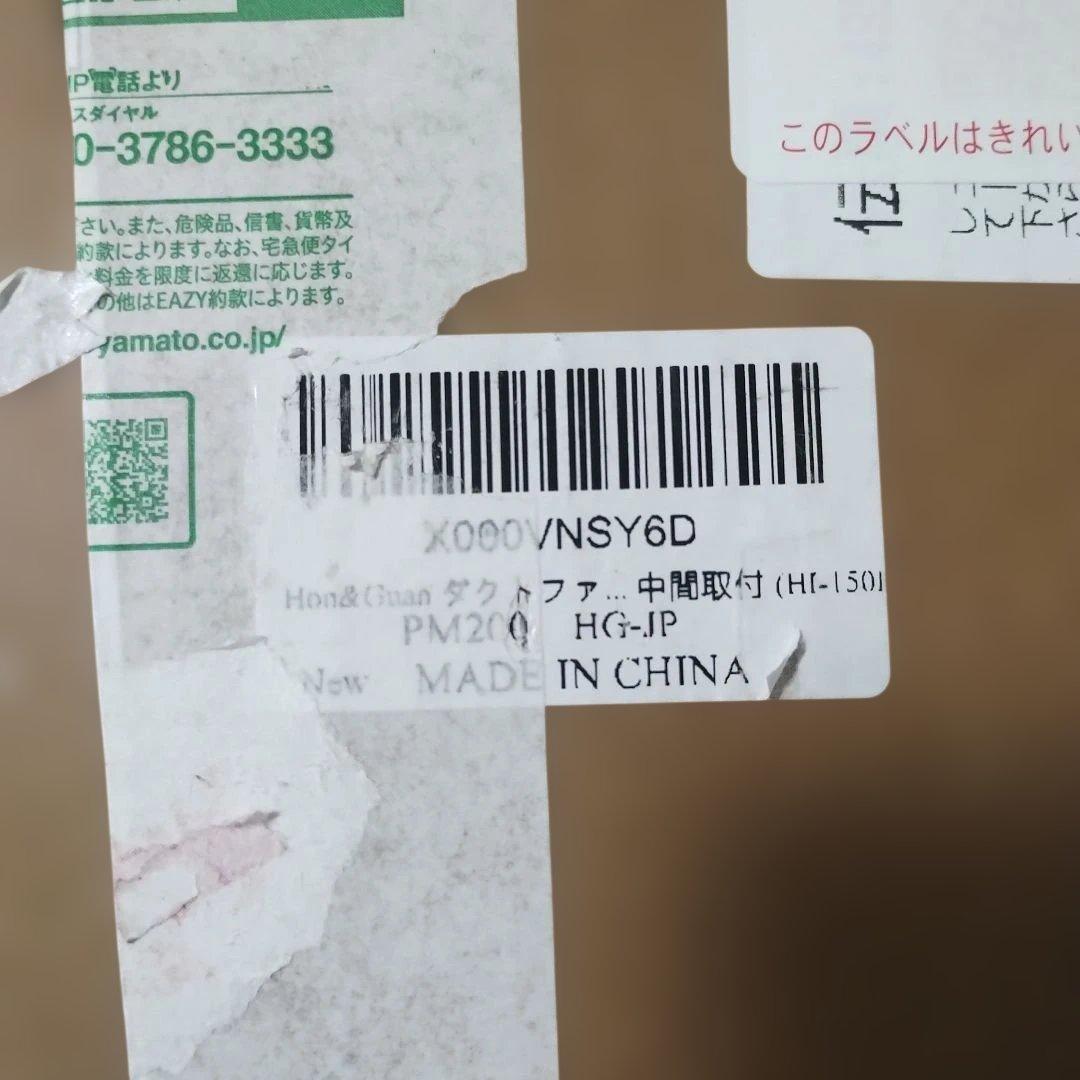 IP電話より
スダイヤル
0-3786-3333
さい。また、危険品、信書、貨幣及
約款によります。なお、宅急便タイ
料金を限度に返還に応じます。
の他はEAZY約款によります。
yamato.co.jp/
このラベルはきれい
X000VNSY6D
Hon&Guan ダクトファ... 中間取付 (HF-150P
PM200 HG-JP
New MADE IN CHINA